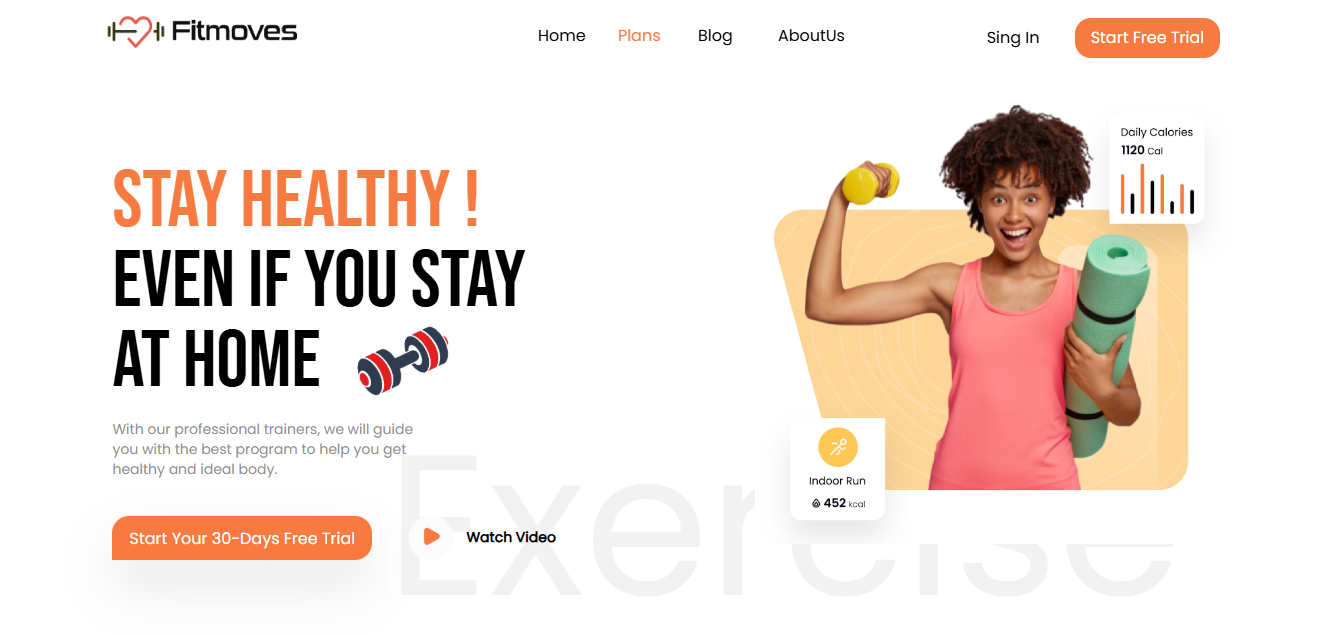 Fitmoves
Home Plans Blog AboutUs Sing In Start Free Trial
STAY HEALTHY !
EVEN IF YOU STAY
AT HOME
With our professional trainers, we will guide
you with the best program to help you get
healthy and ideal body.
Start Your 30-Days Free Trial
Watch Video
Daily Calories
1120 Cal
Indoor Run
452 kcal
Exercise